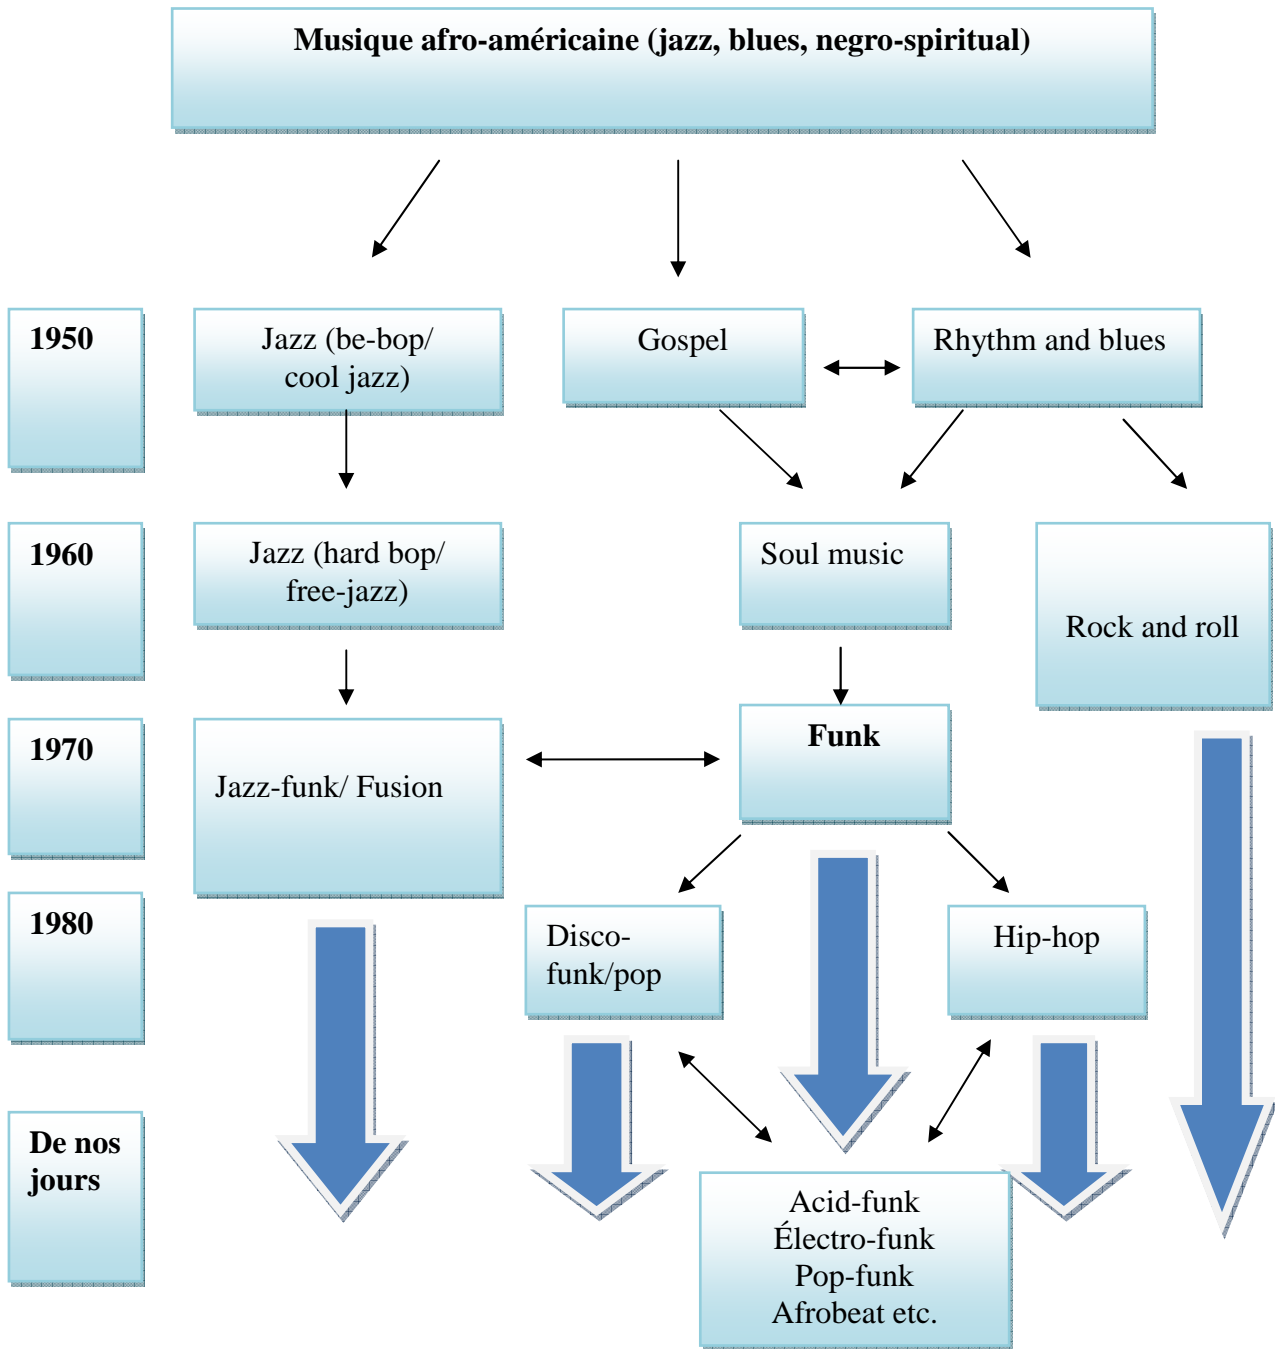 Musique afro-américaine (jazz, blues, negro-spiritual)
1950
Jazz (be-bop/
cool jazz)
Gospel
Rhythm and blues
1960
Jazz (hard bop/
free-jazz)
Soul music
Rock and roll
1970
Jazz-funk/ Fusion
Funk
1980
Disco-
funk/pop
Hip-hop
De nos
jours
Acid-funk
Électro-funk
Pop-funk
Afrobeat etc.